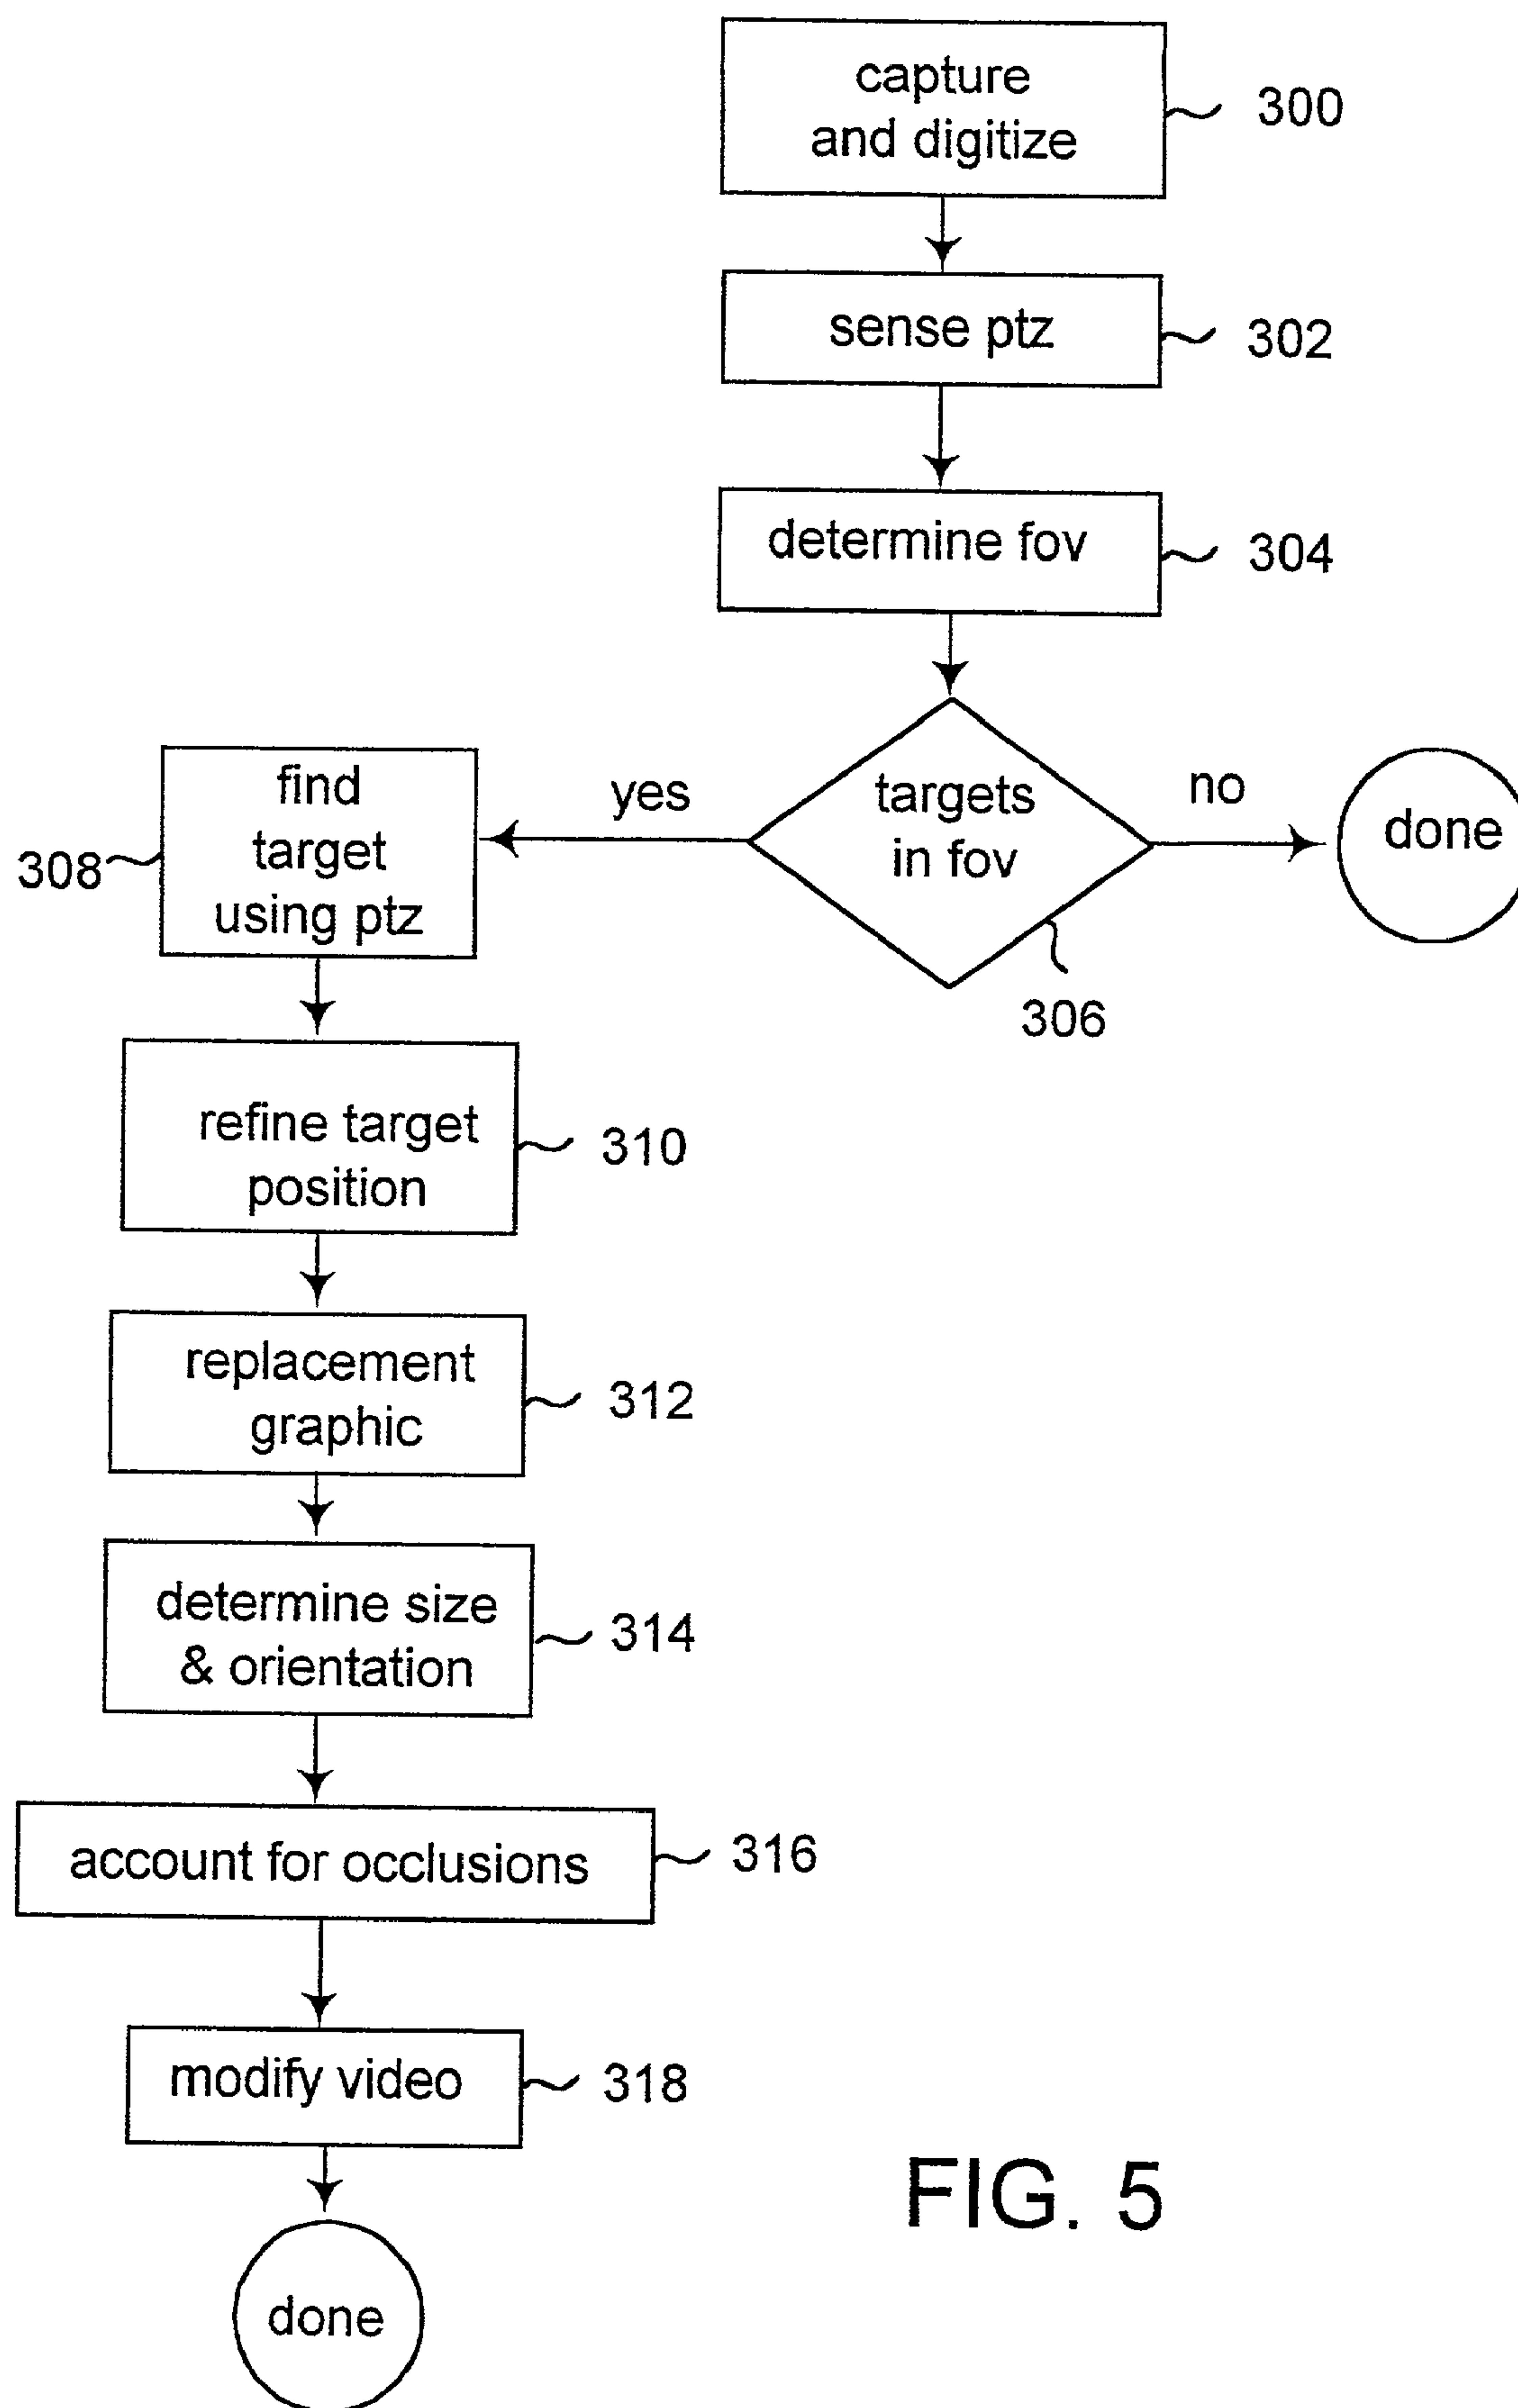 capture
and digitize
300
sense ptz
302
determine fov
304
targets
in fov
306
yes
no
done
find
target
using ptz
308
refine target
position
310
replacement
graphic
312
determine size
& orientation
314
account for occlusions
316
modify video
318
done
FIG. 5